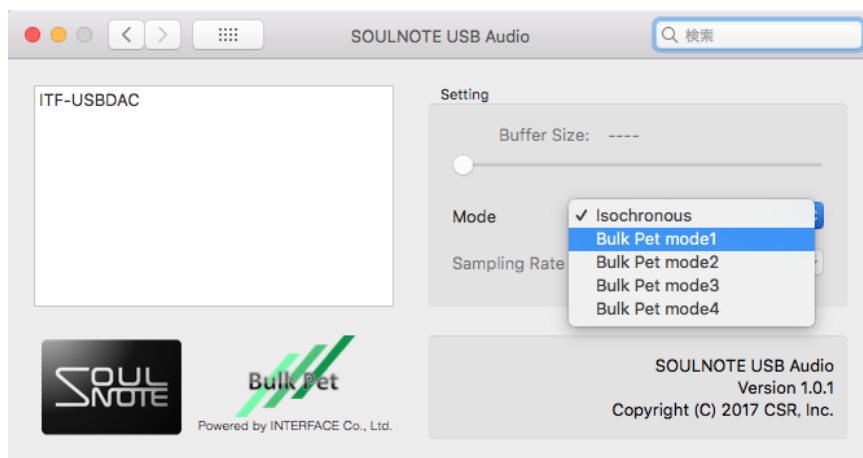 SOULNOTE USB Audio
検索
ITF-USBDAC
Setting
Buffer Size: ----
Mode
✓ Isochronous
Bulk Pet mode1
Bulk Pet mode2
Sampling Rate
Bulk Pet mode3
Bulk Pet mode4
SOUL
NOTE
Bulk Pet
Powered by INTERFACE Co., Ltd.
SOULNOTE USB Audio
Version 1.0.1
Copyright (C) 2017 CSR, Inc.